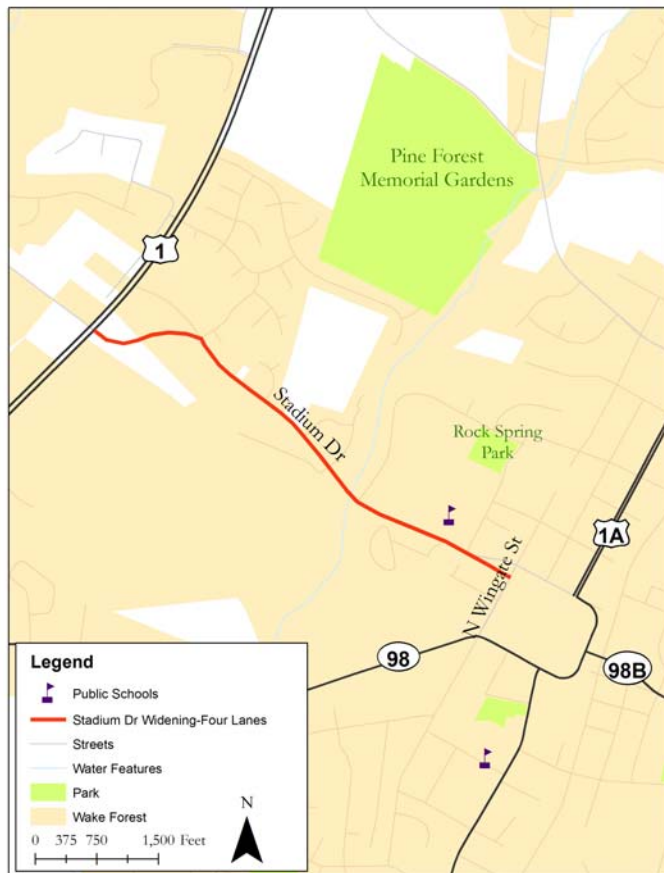 Pine Forest
Memorial Gardens
1
Stadium Dr
Rock Spring
Park
1A
N Wingate St
98
98B
Legend
Public Schools
Stadium Dr Widening-Four Lanes
Streets
Water Features
Park
Wake Forest
N
0 375 750 1,500 Feet